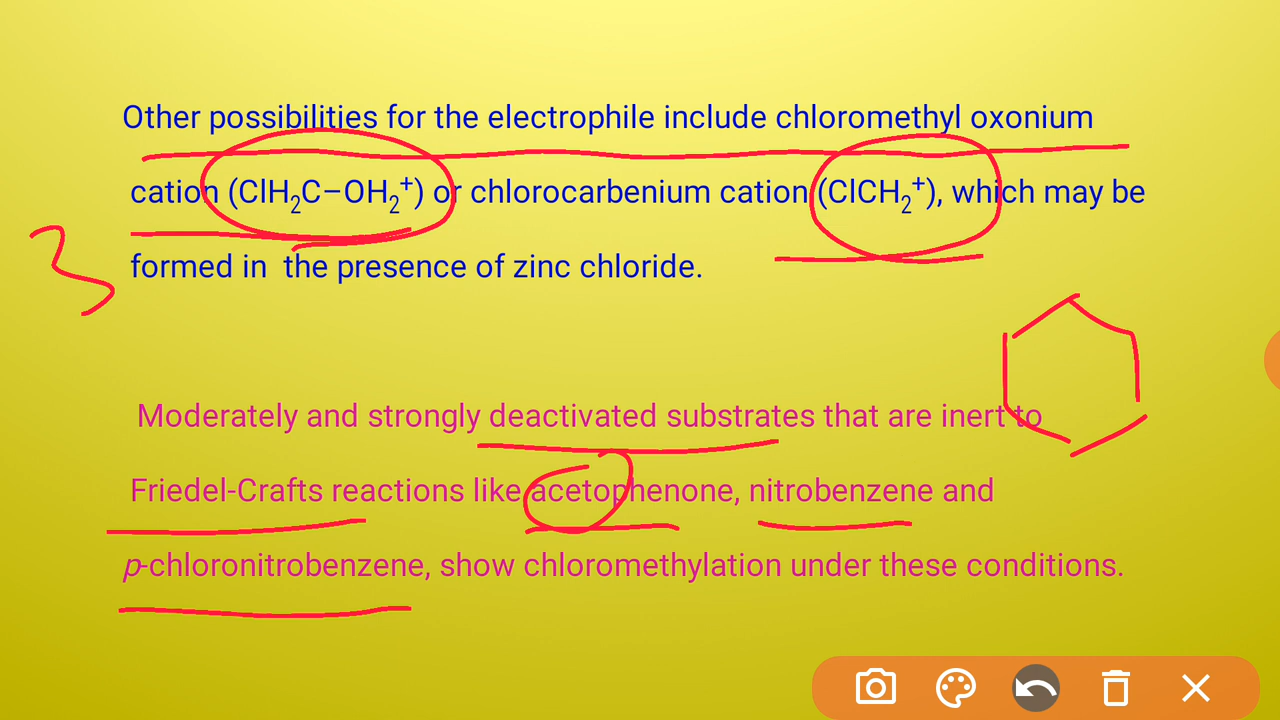 Other possibilities for the electrophile include chloromethyl oxonium
cation (ClH₂C–OH₂⁺) or chlorocarbenium cation (ClCH₂⁺), which may be
formed in the presence of zinc chloride.
Moderately and strongly deactivated substrates that are inert to
Friedel-Crafts reactions like acetophenone, nitrobenzene and
p-chloronitrobenzene, show chloromethylation under these conditions.